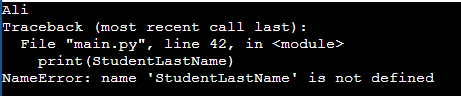 Ali
Traceback (most recent call last):
  File "main.py", line 42, in <module>
    print(StudentLastName)
NameError: name 'StudentLastName' is not defined